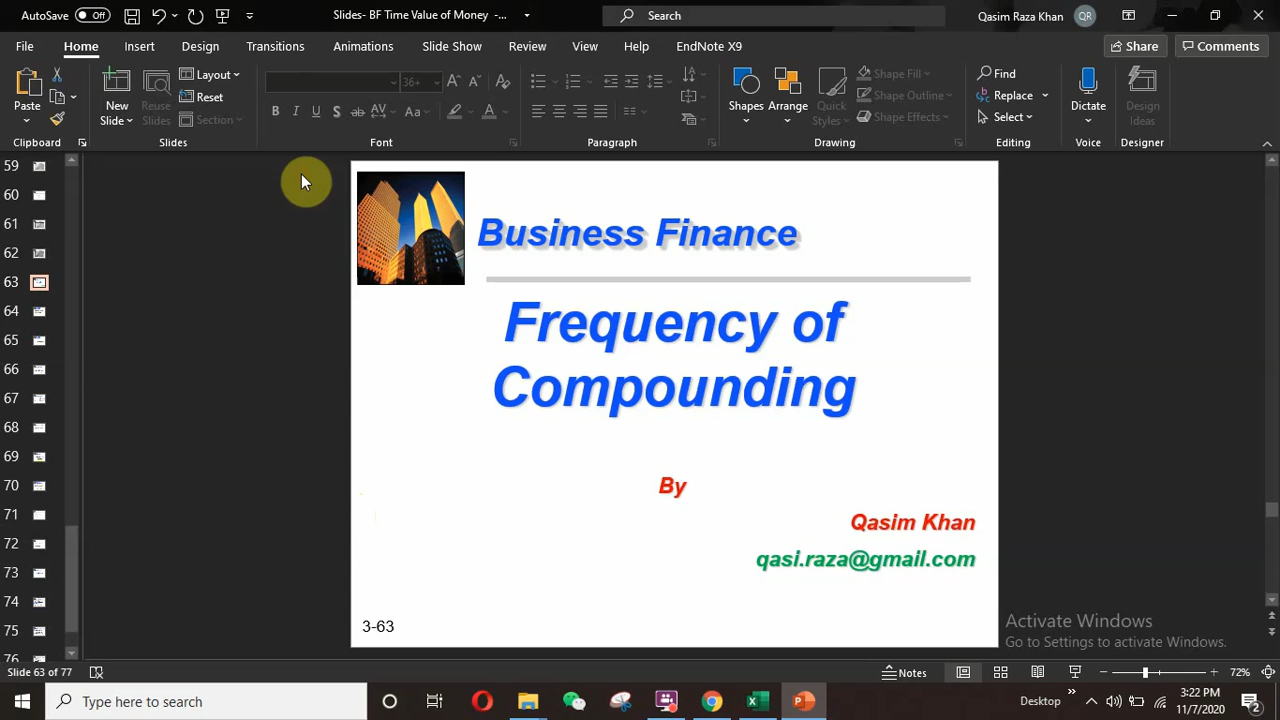 AutoSave Off Slides- BF Time Value of Money -... Search Qasim Raza Khan QR
File Home Insert Design Transitions Animations Slide Show Review View Help EndNote X9 Share Comments
Paste New Slide Reuse Slides Layout Reset Section 36+ B I U S ab AV Aa A Shapes Arrange Quick Styles Shape Fill Shape Outline Shape Effects Find Replace Select Dictate Design Ideas
Clipboard Slides Font Paragraph Drawing Editing Voice Designer
59
60
61
62
63
64
65
66
67
68
69
70
71
72
73
74
75
76
Business Finance
Frequency of
Compounding
By
Qasim Khan
qasi.raza@gmail.com
3-63
Activate Windows
Go to Settings to activate Windows.
Slide 63 of 77 Notes 72%
Type here to search Desktop 3:22 PM
11/7/2020 2